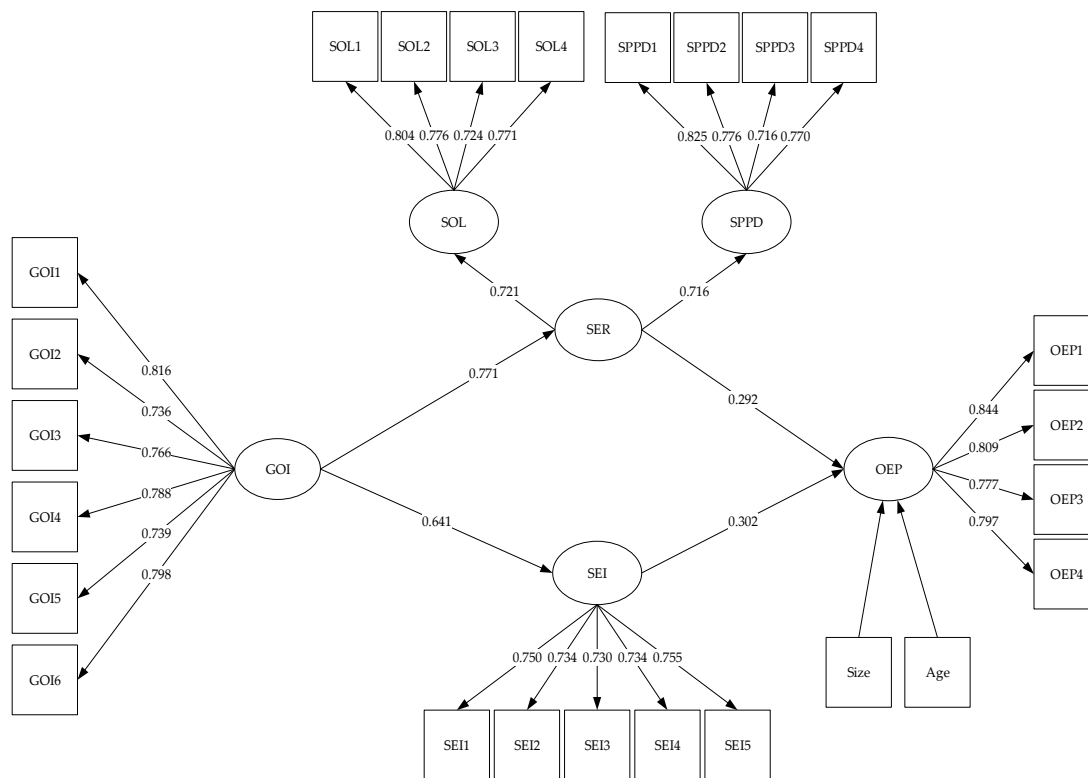 SOL1 SOL2 SOL3 SOL4 SPPD1 SPPD2 SPPD3 SPPD4
0.804 0.776 0.724 0.771 0.825 0.776 0.716 0.770
SOL SPPD
GOI1
0.721 0.716
SER
OEP1
GOI2
0.816
0.771
0.292
0.844
0.736
OEP2
GOI3
0.766
0.809
GOI
OEP
0.777
OEP3
0.788
GOI4
0.739
0.641
0.302
0.797
0.798
SEI
OEP4
GOI5
0.750 0.734 0.730 0.734 0.755
GOI6
Size Age
SEI1 SEI2 SEI3 SEI4 SEI5